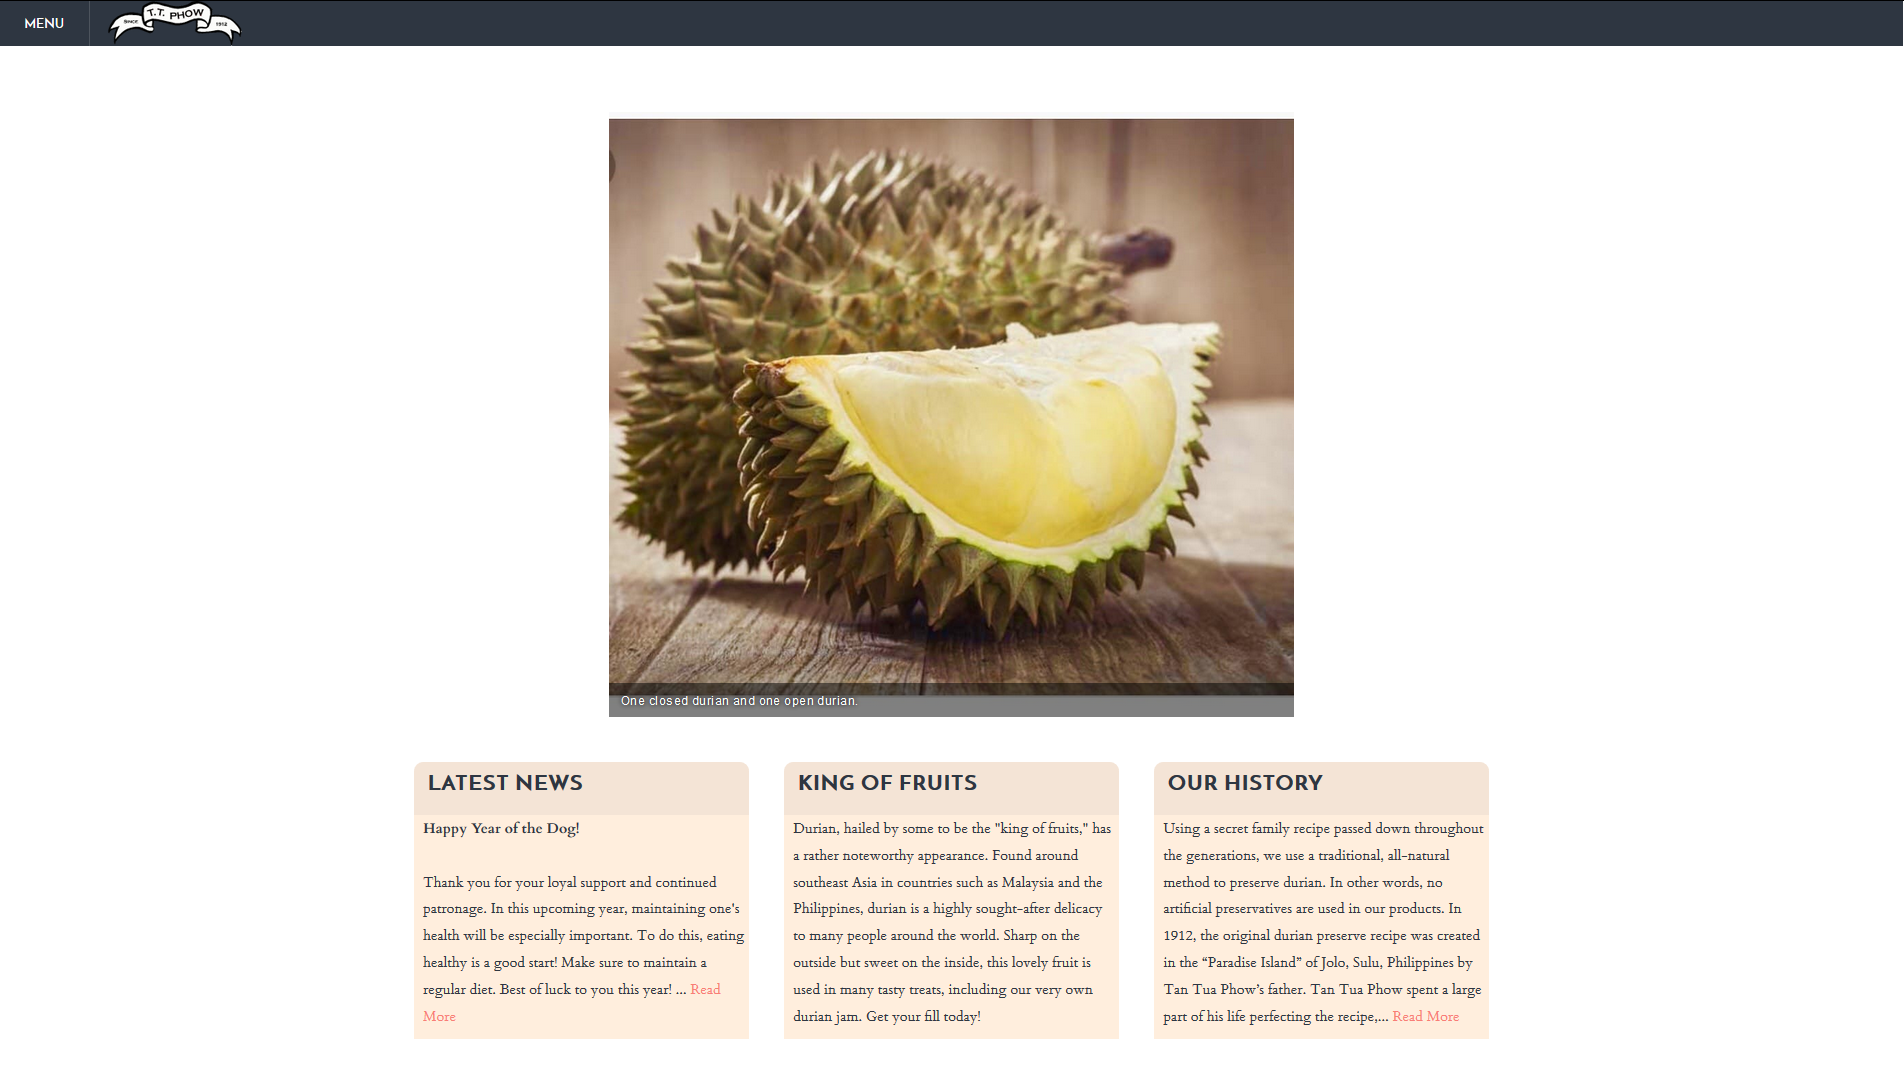 MENU
SINCE T.T. PHOW 1912
One closed durian and one open durian.
LATEST NEWS
Happy Year of the Dog!
Thank you for your loyal support and continued
patronage. In this upcoming year, maintaining one's
health will be especially important. To do this, eating
healthy is a good start! Make sure to maintain a
regular diet. Best of luck to you this year! ... Read
More
KING OF FRUITS
Durian, hailed by some to be the "king of fruits," has
a rather noteworthy appearance. Found around
southeast Asia in countries such as Malaysia and the
Philippines, durian is a highly sought-after delicacy
to many people around the world. Sharp on the
outside but sweet on the inside, this lovely fruit is
used in many tasty treats, including our very own
durian jam. Get your fill today!
OUR HISTORY
Using a secret family recipe passed down throughout
the generations, we use a traditional, all-natural
method to preserve durian. In other words, no
artificial preservatives are used in our products. In
1912, the original durian preserve recipe was created
in the “Paradise Island” of Jolo, Sulu, Philippines by
Tan Tua Phow’s father. Tan Tua Phow spent a large
part of his life perfecting the recipe,... Read More